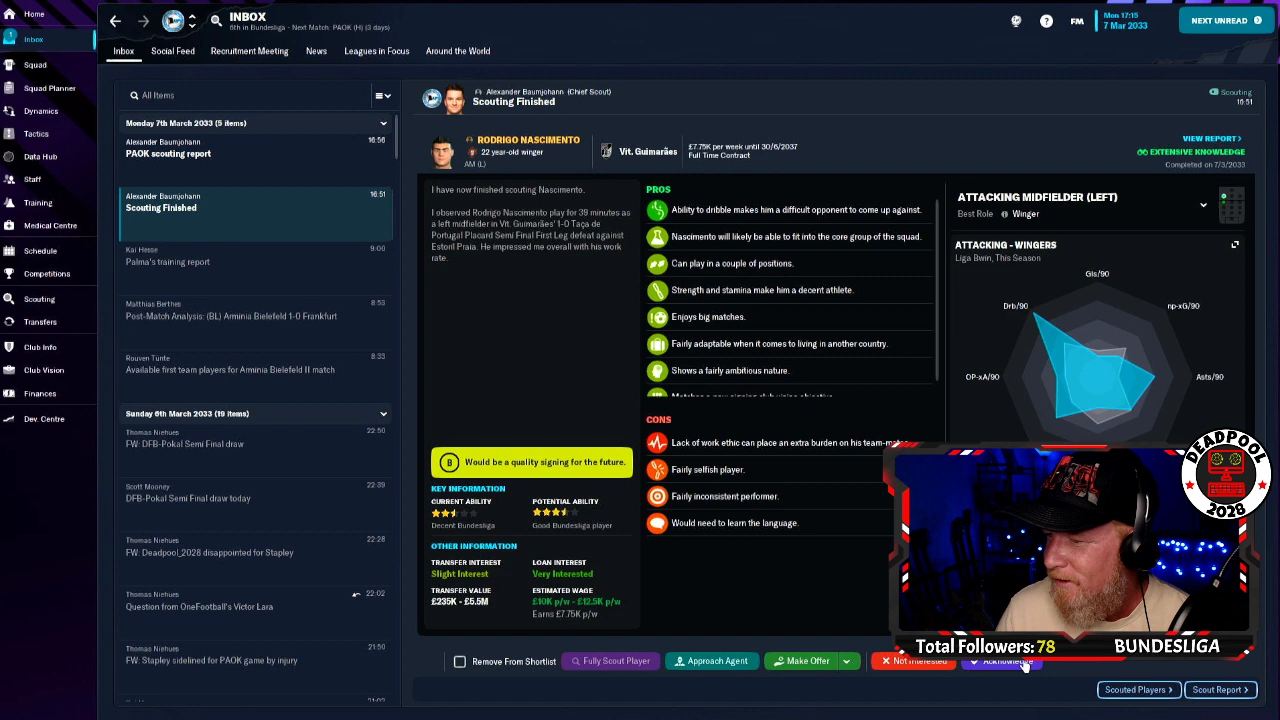 Home
1
Inbox
Squad
Squad Planner
Dynamics
Tactics
Data Hub
Staff
Training
Medical Centre
Schedule
Competitions
Scouting
Transfers
Club Info
Club Vision
Finances
Dev. Centre
INBOX
6th in Bundesliga - Next Match: PAOK (H) (3 days)
FM
Mon 17:15
7 Mar 2033
NEXT UNREAD
Inbox
Social Feed
Recruitment Meeting
News
Leagues in Focus
Around the World
All Items
Monday 7th March 2033 (5 items)
Alexander Baumjohann 16:56
PAOK scouting report
Alexander Baumjohann 16:51
Scouting Finished
Kai Hesse 9:00
Palma's training report
Matthias Berthes 8:53
Post-Match Analysis: (BL) Arminia Bielefeld 1-0 Frankfurt
Rouven Tünte 8:33
Available first team players for Arminia Bielefeld II match
Sunday 6th March 2033 (19 items)
Thomas Niehues 22:50
FW: DFB-Pokal Semi Final draw
Scott Mooney 22:39
DFB-Pokal Semi Final draw today
Thomas Niehues 22:28
FW: Deadpool_2028 disappointed for Stapley
Thomas Niehues 22:02
Question from OneFootball's Víctor Lara
Thomas Niehues 21:50
FW: Stapley sidelined for PAOK game by injury
21:02
Alexander Baumjohann (Chief Scout)
Scouting Finished
Scouting
16:51
RODRIGO NASCIMENTO
22 year-old winger
AM (L)
Vit. Guimarães
£7.75K per week until 30/6/2037
Full Time Contract
VIEW REPORT >
EXTENSIVE KNOWLEDGE
Completed on 7/3/2033
I have now finished scouting Nascimento.
I observed Rodrigo Nascimento play for 39 minutes as
a left midfielder in Vit. Guimarães' 1-0 Taça de
Portugal Placard Semi Final First Leg defeat against
Estoril Praia. He impressed me overall with his work
rate.
B Would be a quality signing for the future.
KEY INFORMATION
CURRENT ABILITY
Decent Bundesliga
POTENTIAL ABILITY
Good Bundesliga player
OTHER INFORMATION
TRANSFER INTEREST
Slight Interest
LOAN INTEREST
Very Interested
TRANSFER VALUE
£235K - £5.5M
ESTIMATED WAGE
£10K p/w - £12.5K p/w
Earns £7.75K p/w
PROS
Ability to dribble makes him a difficult opponent to come up against.
Nascimento will likely be able to fit into the core group of the squad.
Can play in a couple of positions.
Strength and stamina make him a decent athlete.
Enjoys big matches.
Fairly adaptable when it comes to living in another country.
Shows a fairly ambitious nature.
CONS
Lack of work ethic can place an extra burden on his team-mates.
Fairly selfish player.
Fairly inconsistent performer.
Would need to learn the language.
ATTACKING MIDFIELDER (LEFT)
Best Role Winger
ATTACKING - WINGERS
Liga Bwin, This Season
Gls/90
Drb/90
np-xG/90
OP-xA/90
Asts/90
DEADPOOL
2028
Total Followers: 78
BUNDESLIGA
Remove From Shortlist
Fully Scout Player
Approach Agent
Make Offer
Not Interested
Acknowledge
Scouted Players >
Scout Report >